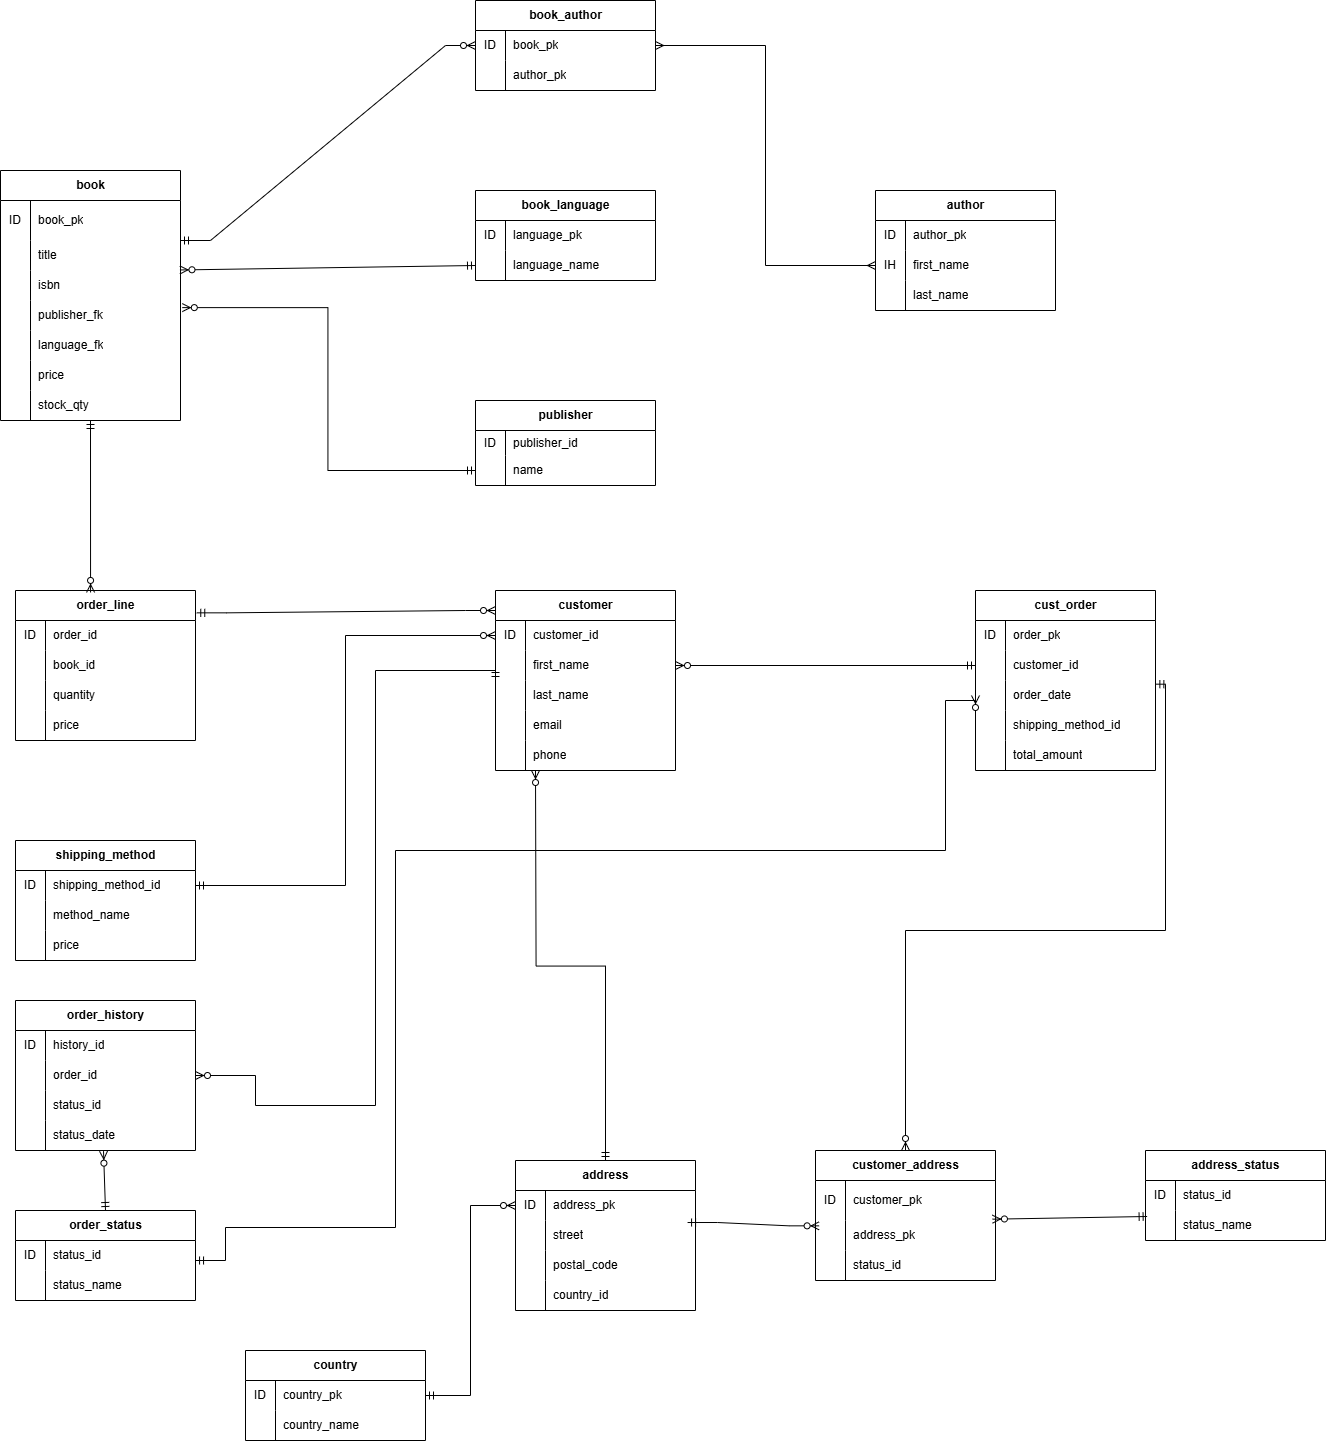 book_author
ID book_pk
author_pk
book
ID book_pk
title
isbn
publisher_fk
language_fk
price
stock_qty
book_language
ID language_pk
language_name
author
ID author_pk
IH first_name
last_name
publisher
ID publisher_id
name
order_line
ID order_id
book_id
quantity
price
customer
ID customer_id
first_name
last_name
email
phone
cust_order
ID order_pk
customer_id
order_date
shipping_method_id
total_amount
shipping_method
ID shipping_method_id
method_name
price
order_history
ID history_id
order_id
status_id
status_date
order_status
ID status_id
status_name
address
ID address_pk
street
postal_code
country_id
customer_address
ID customer_pk
address_pk
status_id
address_status
ID status_id
status_name
country
ID country_pk
country_name